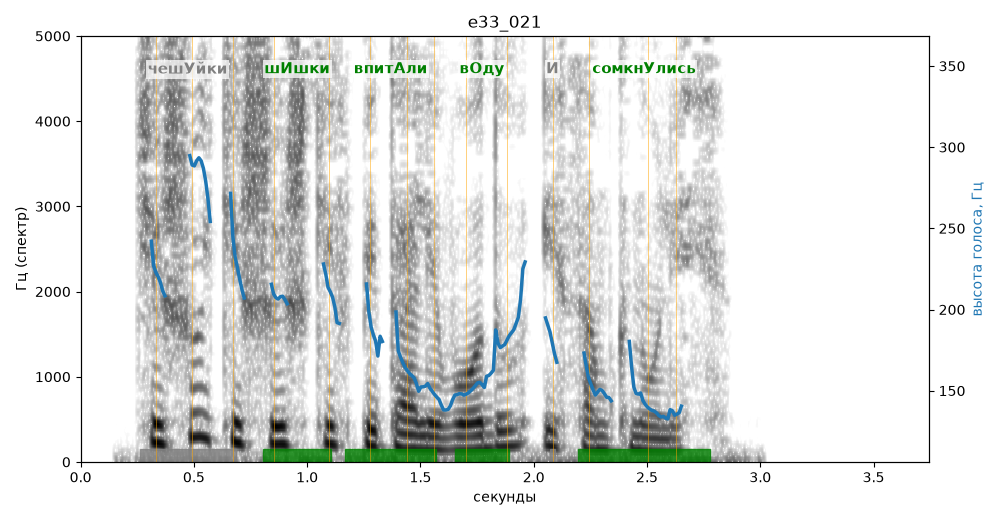 e33_021
5000
4000
3000
2000
1000
0
Гц (спектр)
чешУйки шИшки впитАли вОду И сомкнУлись
350
300
250
200
150
высота голоса, Гц
0.0 0.5 1.0 1.5 2.0 2.5 3.0 3.5
секунды